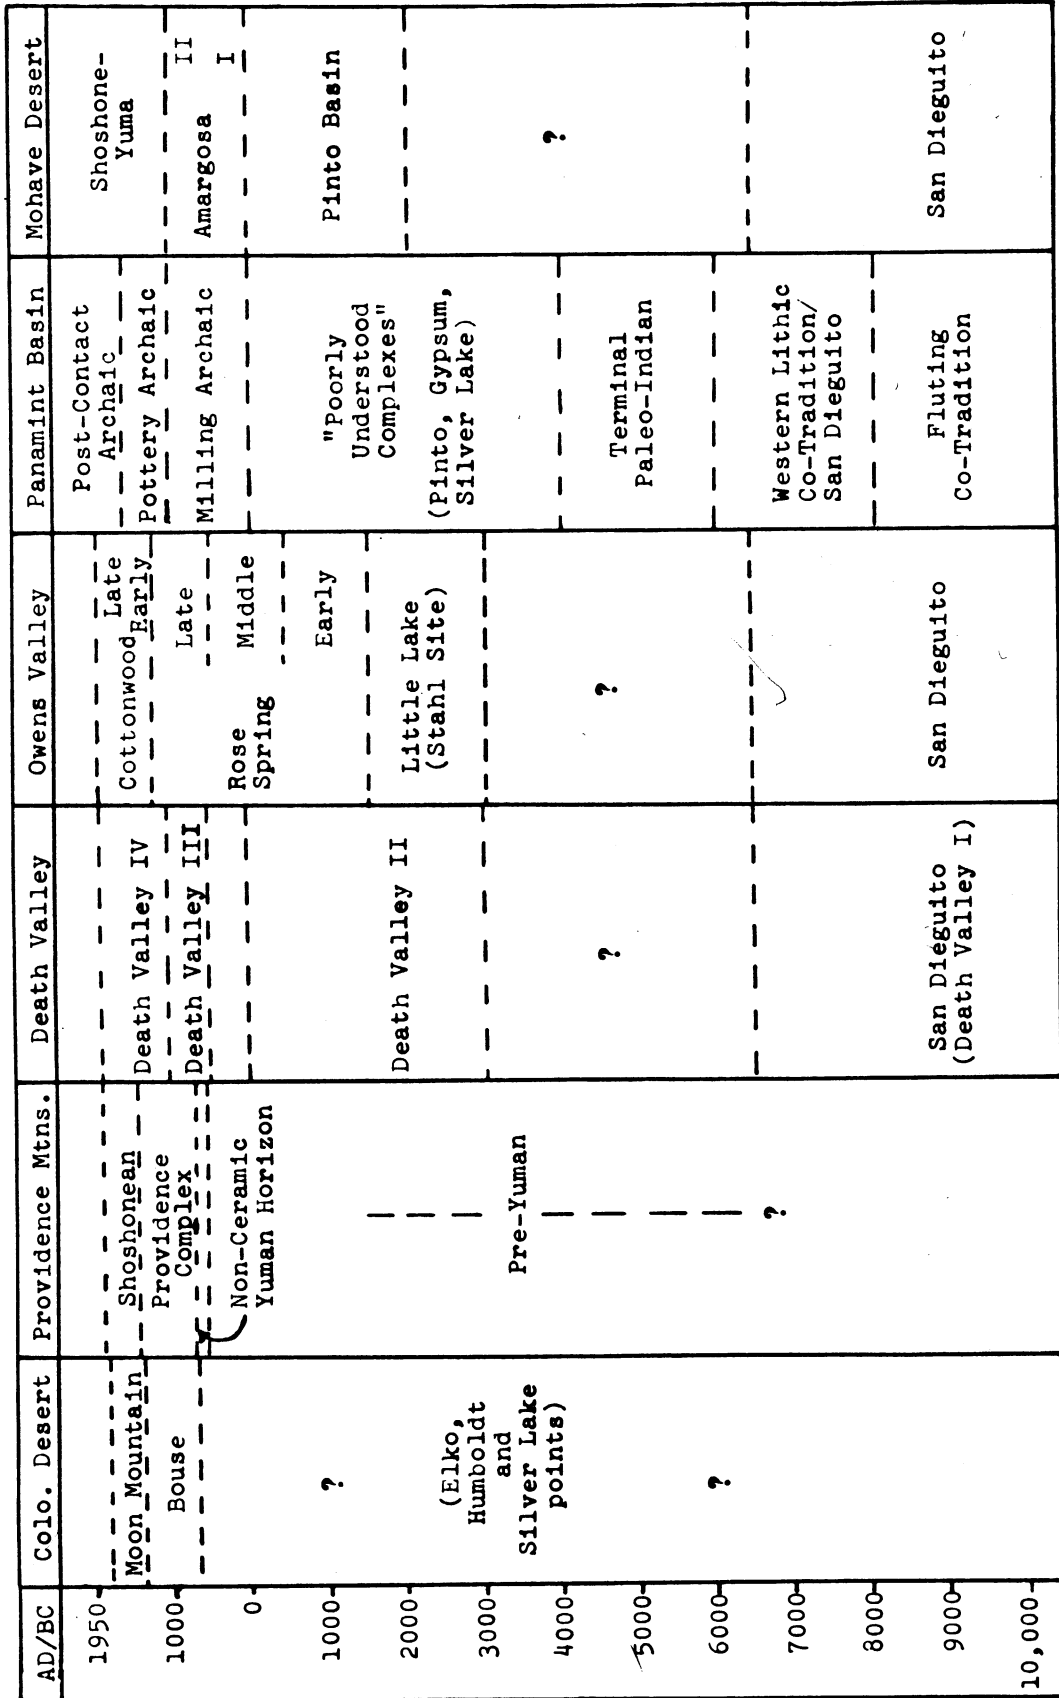 AD/BC
Colo. Desert
Providence Mtns.
Death Valley
Owens Valley
Panamint Basin
Mohave Desert
1950
1000
0
1000
2000
3000
4000
5000
6000
7000
8000
9000
10,000
Moon Mountain
Bouse
?
(Elko,
Humboldt
and
Silver Lake
points)
?
Shoshonean
Providence
Complex
Non-Ceramic
Yuman Horizon
Pre-Yuman
?
Death Valley IV
Death Valley III
Death Valley II
?
San Dieguito
(Death Valley I)
Cottonwood
Late
Early
Rose
Spring
Late
Middle
Early
Little Lake
(Stahl Site)
?
San Dieguito
Post-Contact
Archaic
Pottery Archaic
Milling Archaic
"Poorly
Understood
Complexes"
(Pinto, Gypsum,
Silver Lake)
Terminal
Paleo-Indian
Western Lithic
Co-Tradition/
San Dieguito
Fluting
Co-Tradition
Shoshone-
Yuma
II
Amargosa
I
Pinto Basin
?
San Dieguito